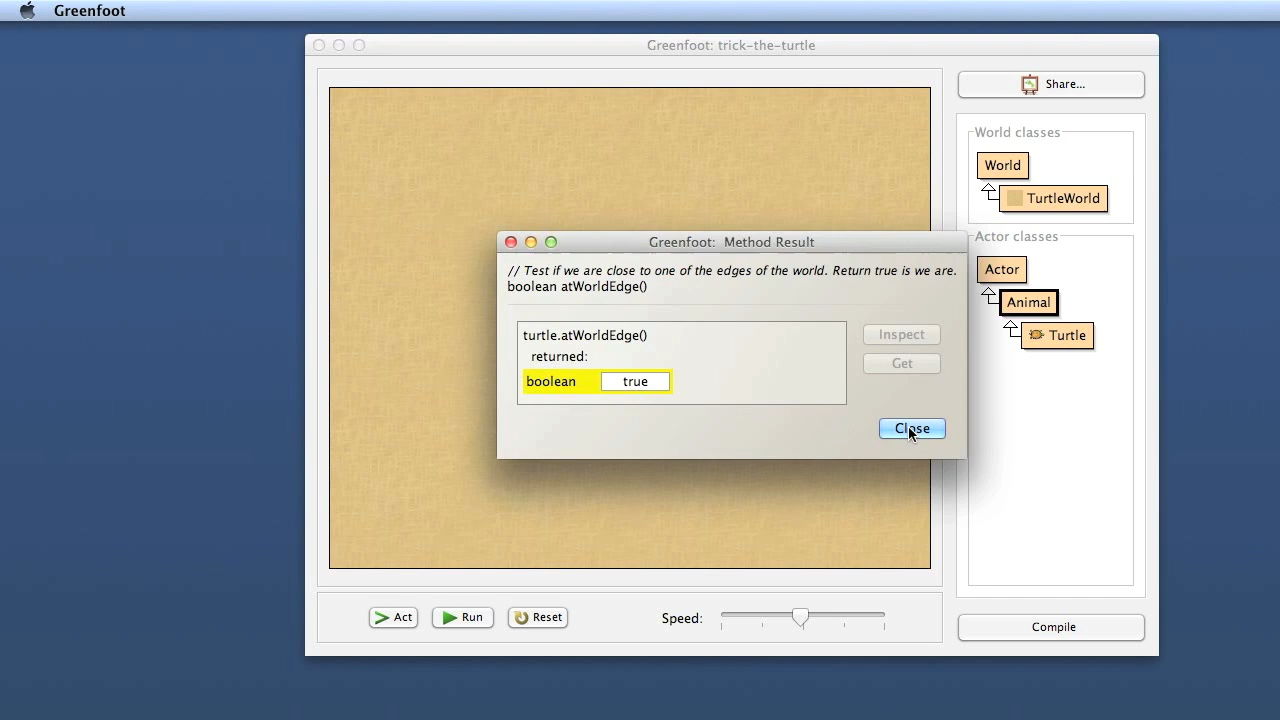 Greenfoot
Greenfoot: trick-the-turtle
Share...
World classes
World
TurtleWorld
Actor classes
Actor
Animal
Turtle
Greenfoot: Method Result
// Test if we are close to one of the edges of the world. Return true is we are.
boolean atWorldEdge()
turtle.atWorldEdge()
returned:
boolean true
Inspect
Get
Close
Act
Run
Reset
Speed:
Compile